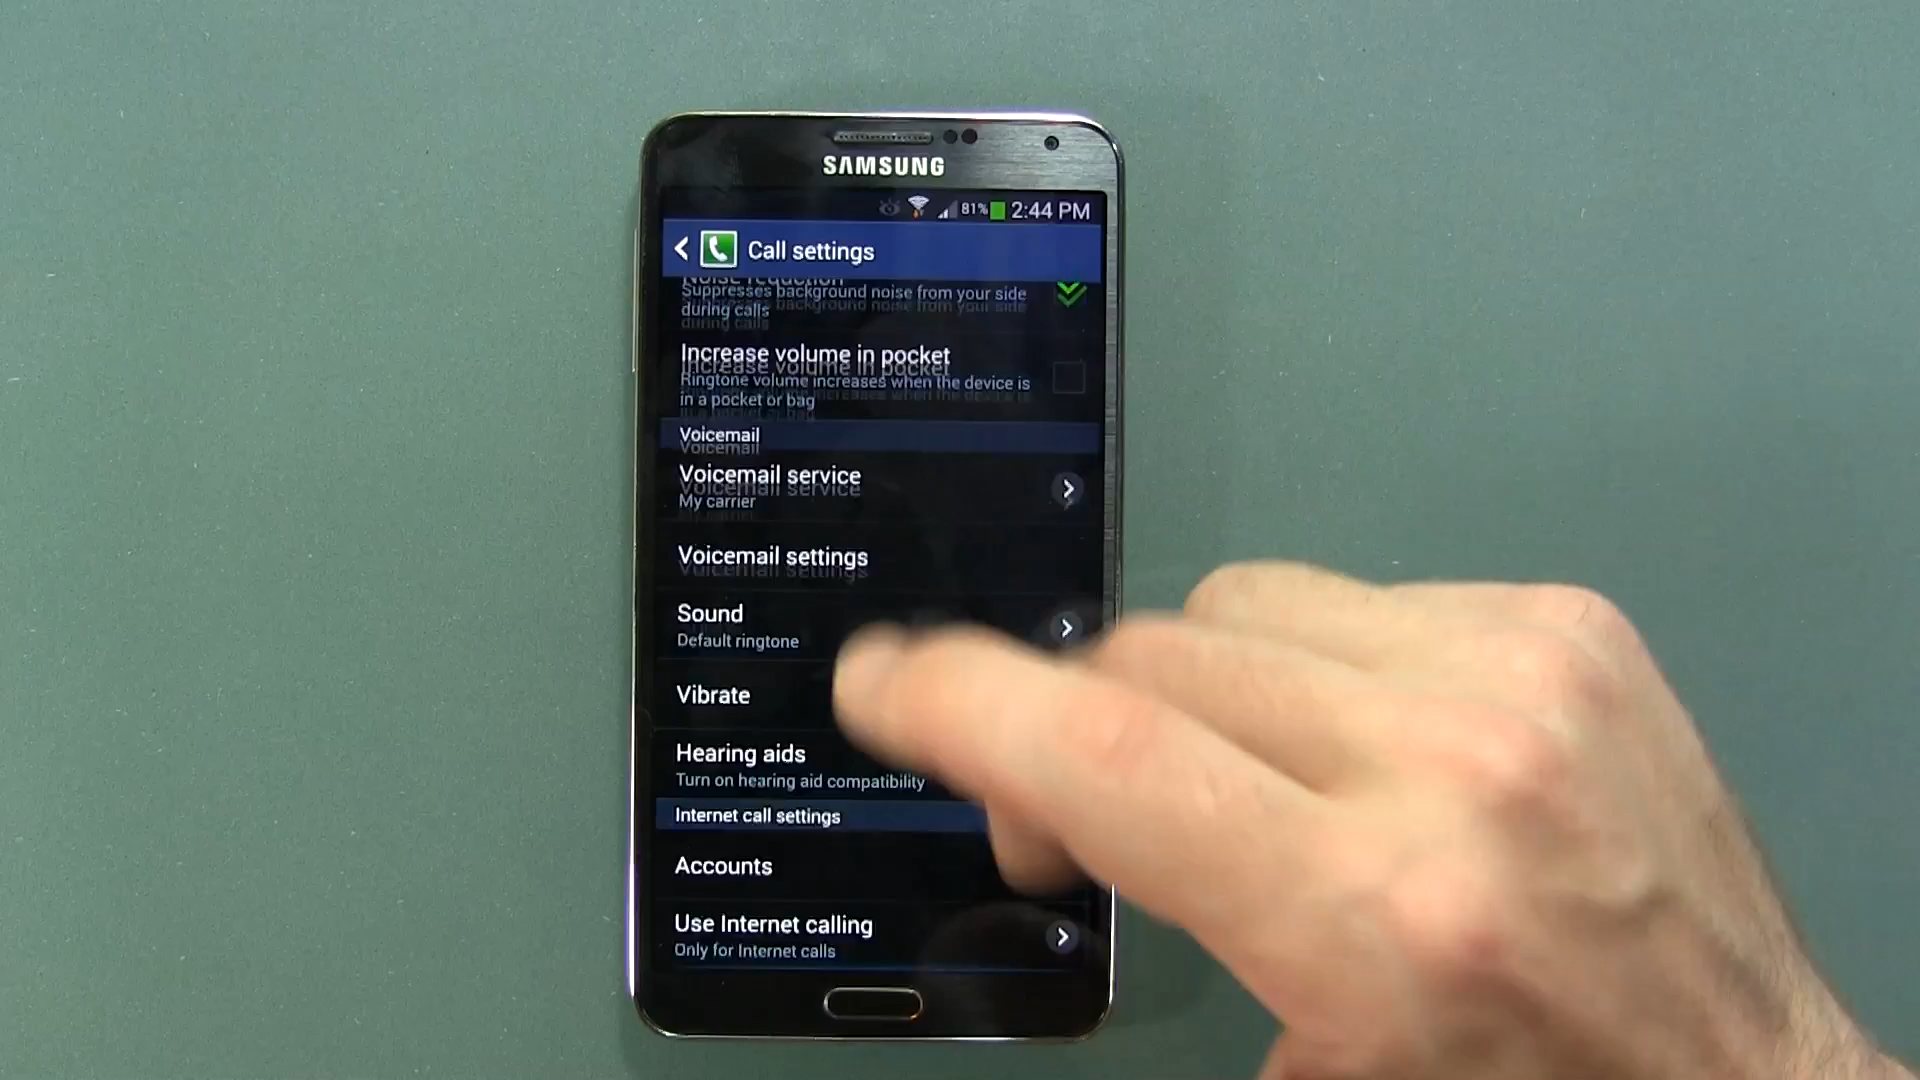 SAMSUNG
81% 2:44 PM
Call settings
Noise reduction
Suppresses background noise from your side
during calls
Increase volume in pocket
Ringtone volume increases when the device is
in a pocket or bag
Voicemail
Voicemail service
My carrier
Voicemail settings
Sound
Default ringtone
Vibrate
Hearing aids
Turn on hearing aid compatibility
Internet call settings
Accounts
Use Internet calling
Only for Internet calls